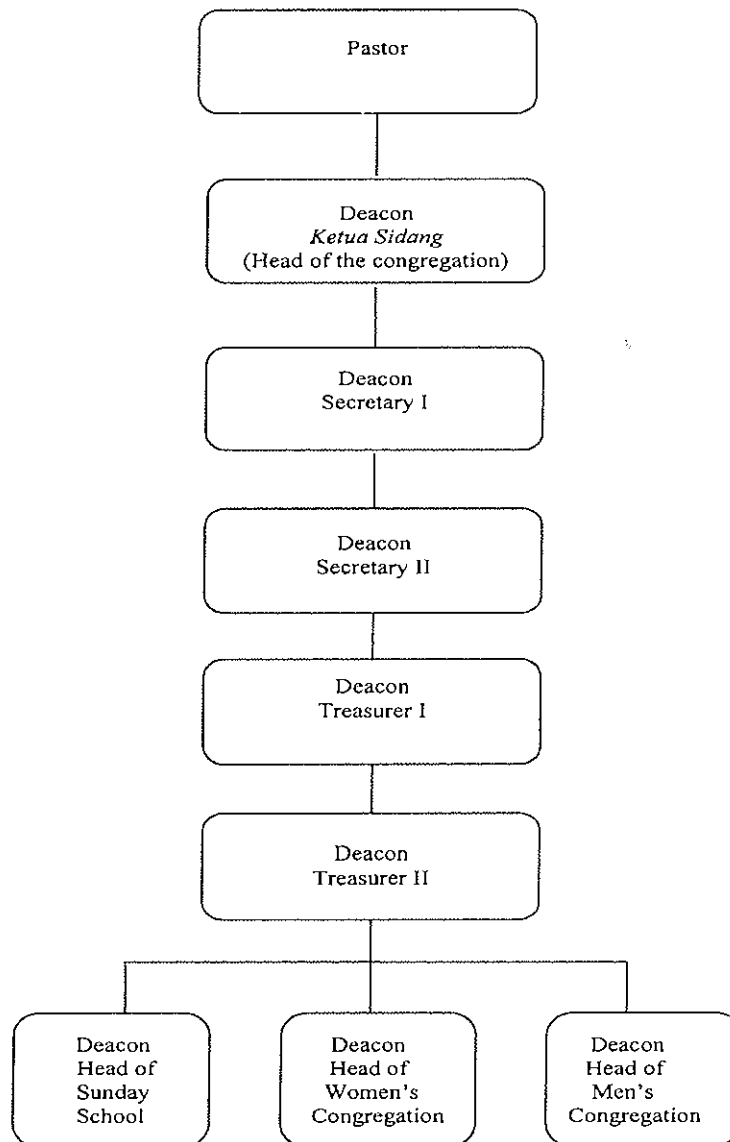 Pastor
Deacon
Ketua Sidang
(Head of the congregation)
Deacon
Secretary I
Deacon
Secretary II
Deacon
Treasurer I
Deacon
Treasurer II
Deacon
Head of
Sunday
School
Deacon
Head of
Women's
Congregation
Deacon
Head of
Men's
Congregation